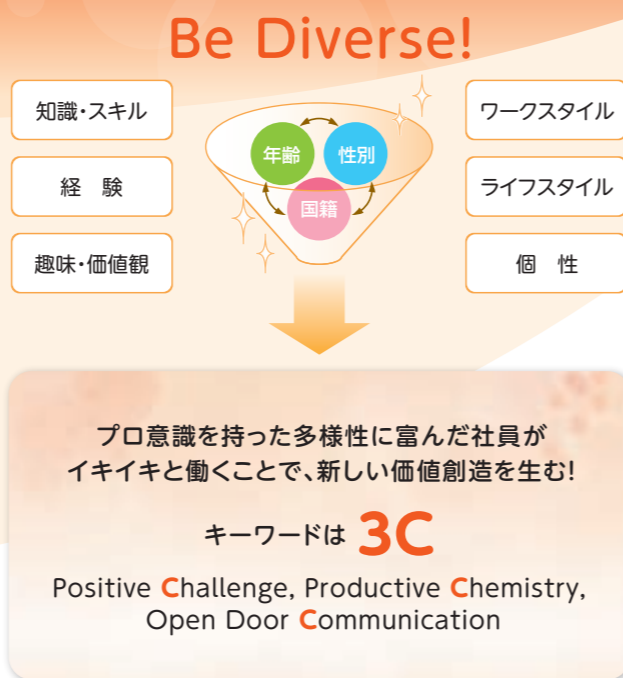 Be Diverse!
知識・スキル
経　験
趣味・価値観
年齢
性別
国籍
ワークスタイル
ライフスタイル
個　性
プロ意識を持った多様性に富んだ社員が
イキイキと働くことで、新しい価値創造を生む!
キーワードは 3C
Positive Challenge, Productive Chemistry,
Open Door Communication